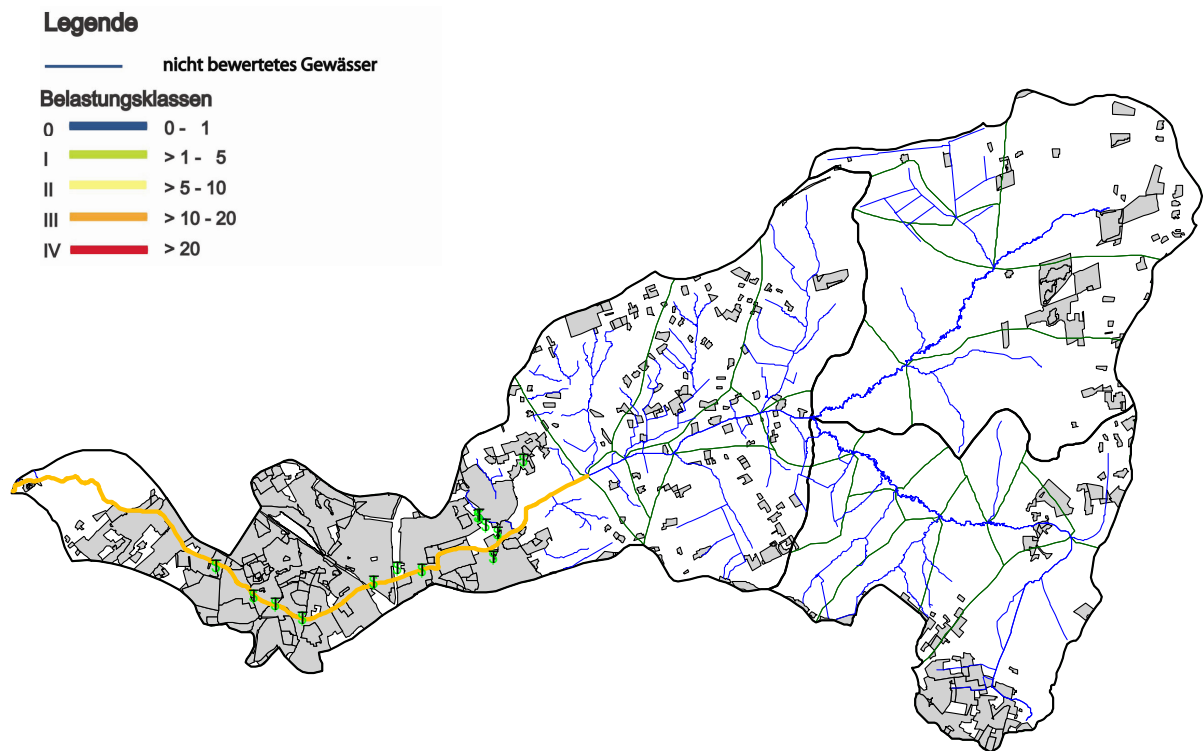 Legende
nicht bewertetes Gewässer
Belastungsklassen
0 0 - 1
I > 1 - 5
II > 5 - 10
III > 10 - 20
IV > 20